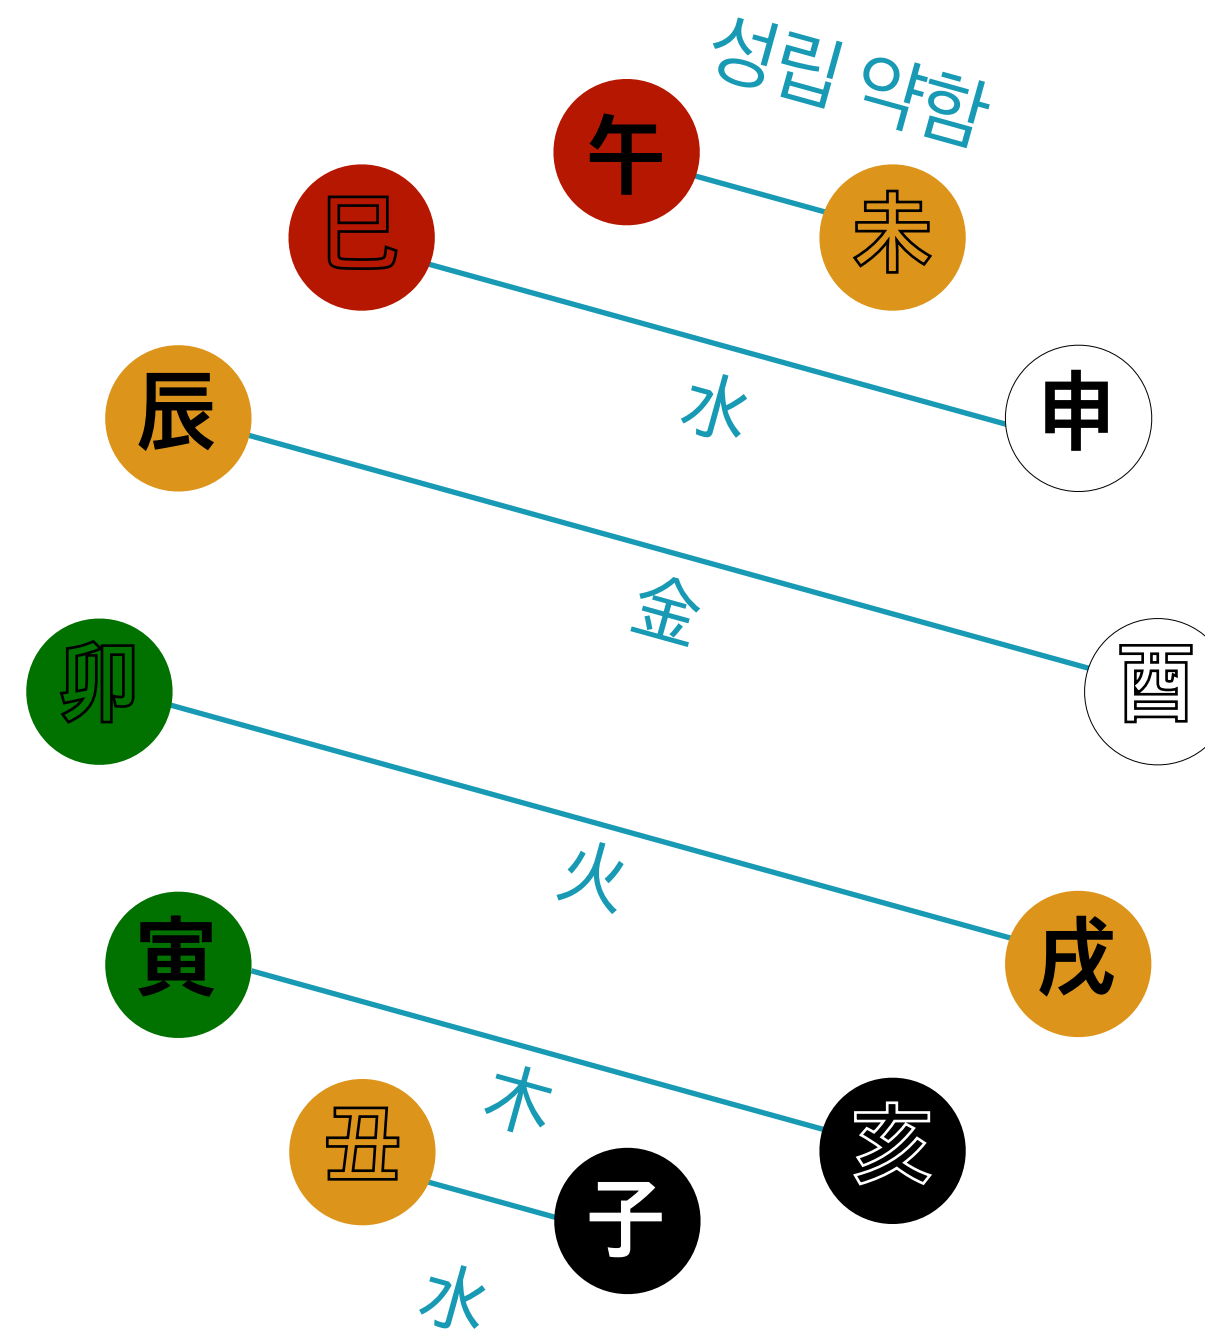 성립 약함
午
未
巳
申
水
辰
酉
金
卯
戌
火
寅
亥
木
丑
子
水